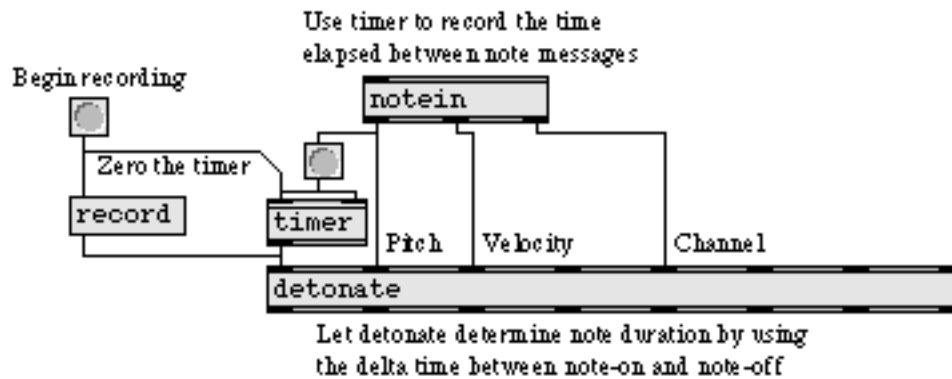 Use timer to record the time
elapsed between note messages
Begin recording
notein
Zero the timer
record
timer
Pitch
Velocity
Channel
detonate
Let detonate determine note duration by using
the delta time between note-on and note-off